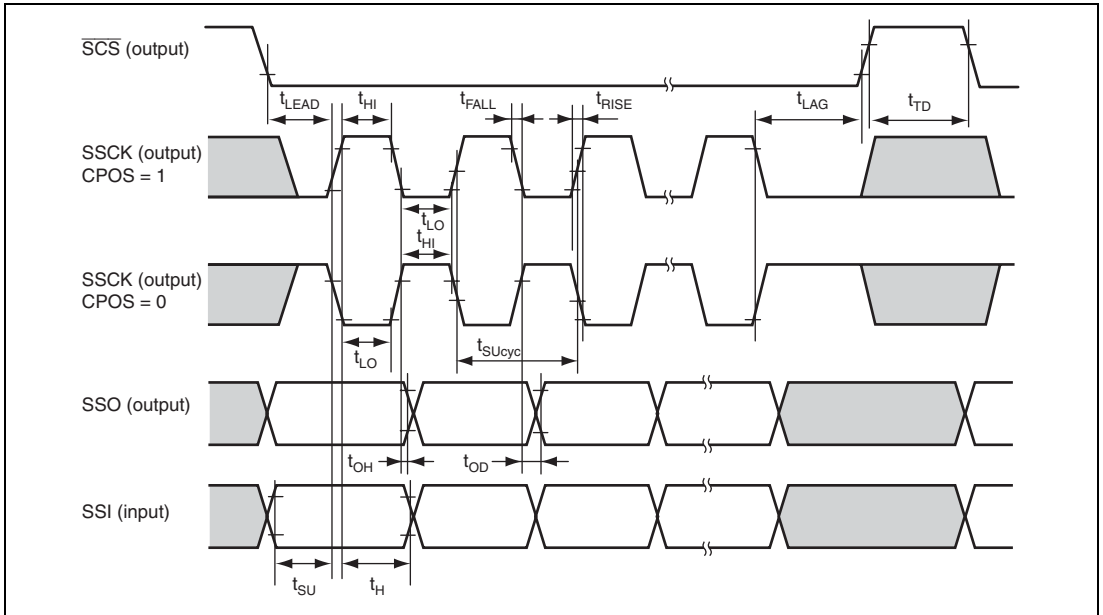 SCS (output)
tLEAD tHI tFALL tRISE tLAG tTD
SSCK (output)
CPOS = 1
tLO
tHI
SSCK (output)
CPOS = 0
tLO tSUcyc
SSO (output)
tOH tOD
SSI (input)
tSU tH